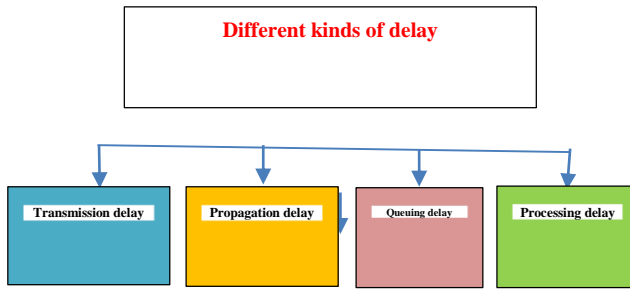 Different kinds of delay
Transmission delay
Propagation delay
Queuing delay
Processing delay